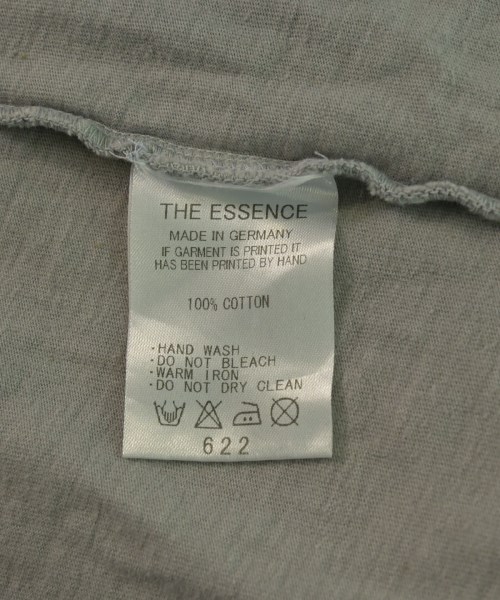 THE ESSENCE
MADE IN GERMANY
IF GARMENT IS PRINTED IT
HAS BEEN PRINTED BY HAND
100% COTTON
・HAND WASH
・DO NOT BLEACH
・WARM IRON
・DO NOT DRY CLEAN
622